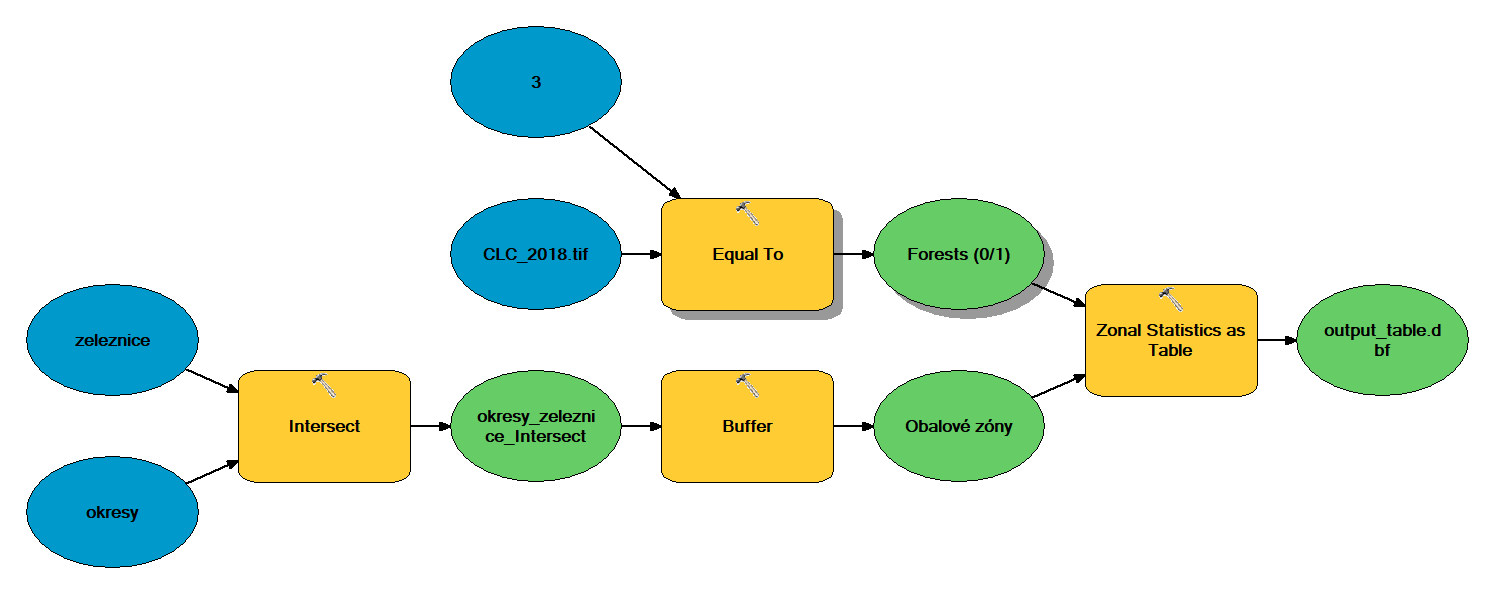 3
CLC_2018.tif
Equal To
Forests (0/1)
zeleznice
Zonal Statistics as
Table
output_table.d
bf
Intersect
okresy_zelezni
ce_Intersect
Buffer
Obalové zóny
okresy